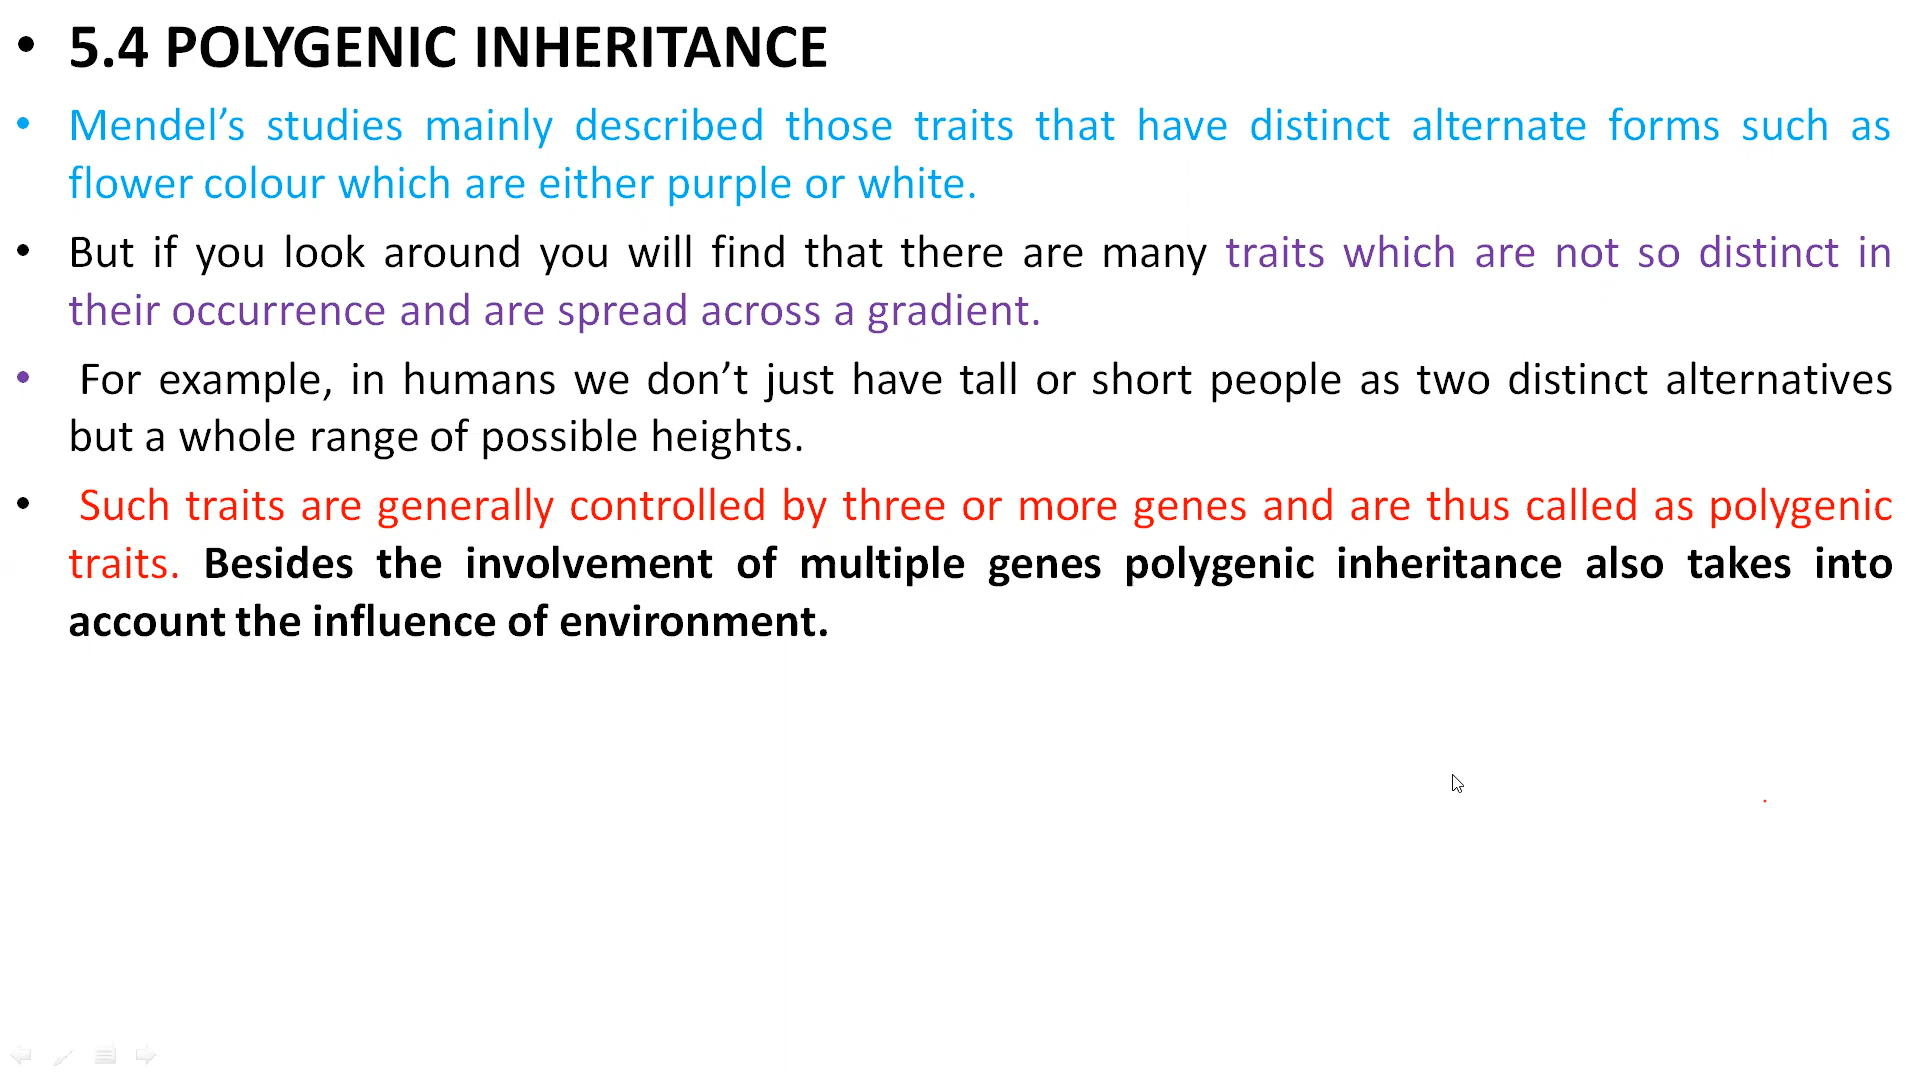 • 5.4 POLYGENIC INHERITANCE
• Mendel’s studies mainly described those traits that have distinct alternate forms such as
flower colour which are either purple or white.
• But if you look around you will find that there are many traits which are not so distinct in
their occurrence and are spread across a gradient.
• For example, in humans we don’t just have tall or short people as two distinct alternatives
but a whole range of possible heights.
• Such traits are generally controlled by three or more genes and are thus called as polygenic
traits. Besides the involvement of multiple genes polygenic inheritance also takes into
account the influence of environment.